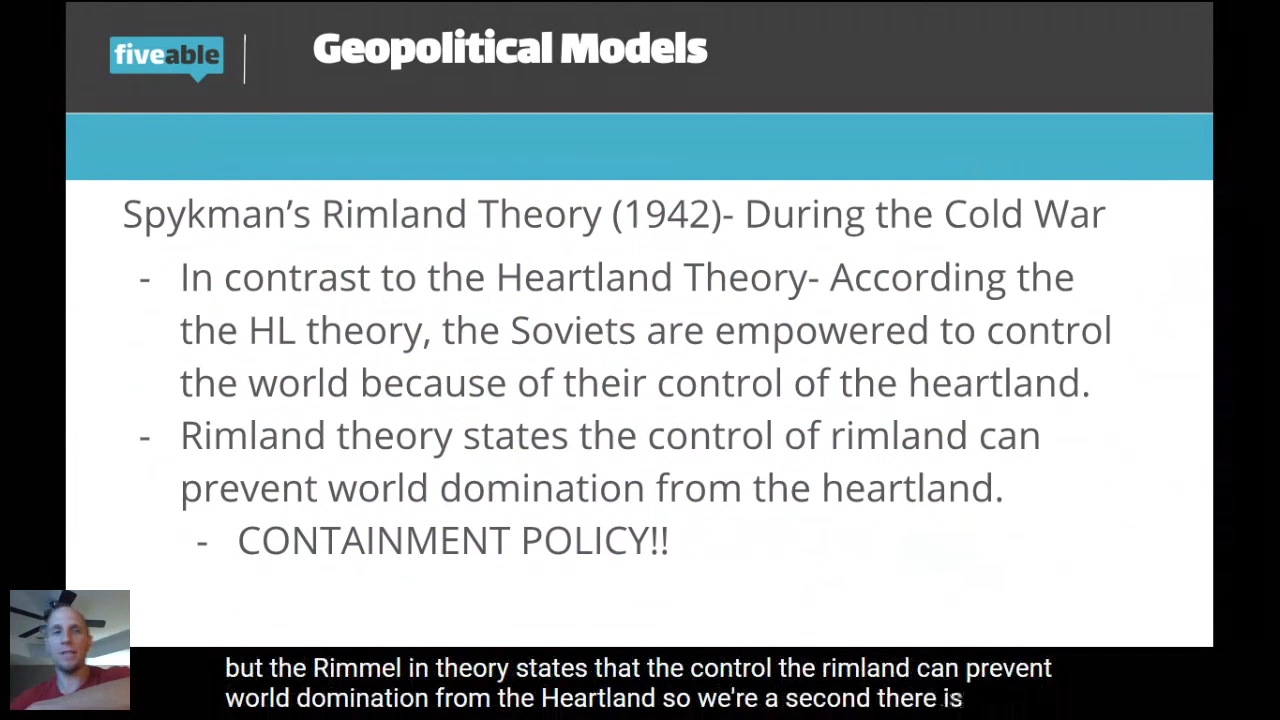 fiveable
Geopolitical Models
Spykman's Rimland Theory (1942)- During the Cold War
- In contrast to the Heartland Theory- According the
the HL theory, the Soviets are empowered to control
the world because of their control of the heartland.
- Rimland theory states the control of rimland can
prevent world domination from the heartland.
- CONTAINMENT POLICY!!
but the Rimmel in theory states that the control the rimland can prevent
world domination from the Heartland so we're a second there is